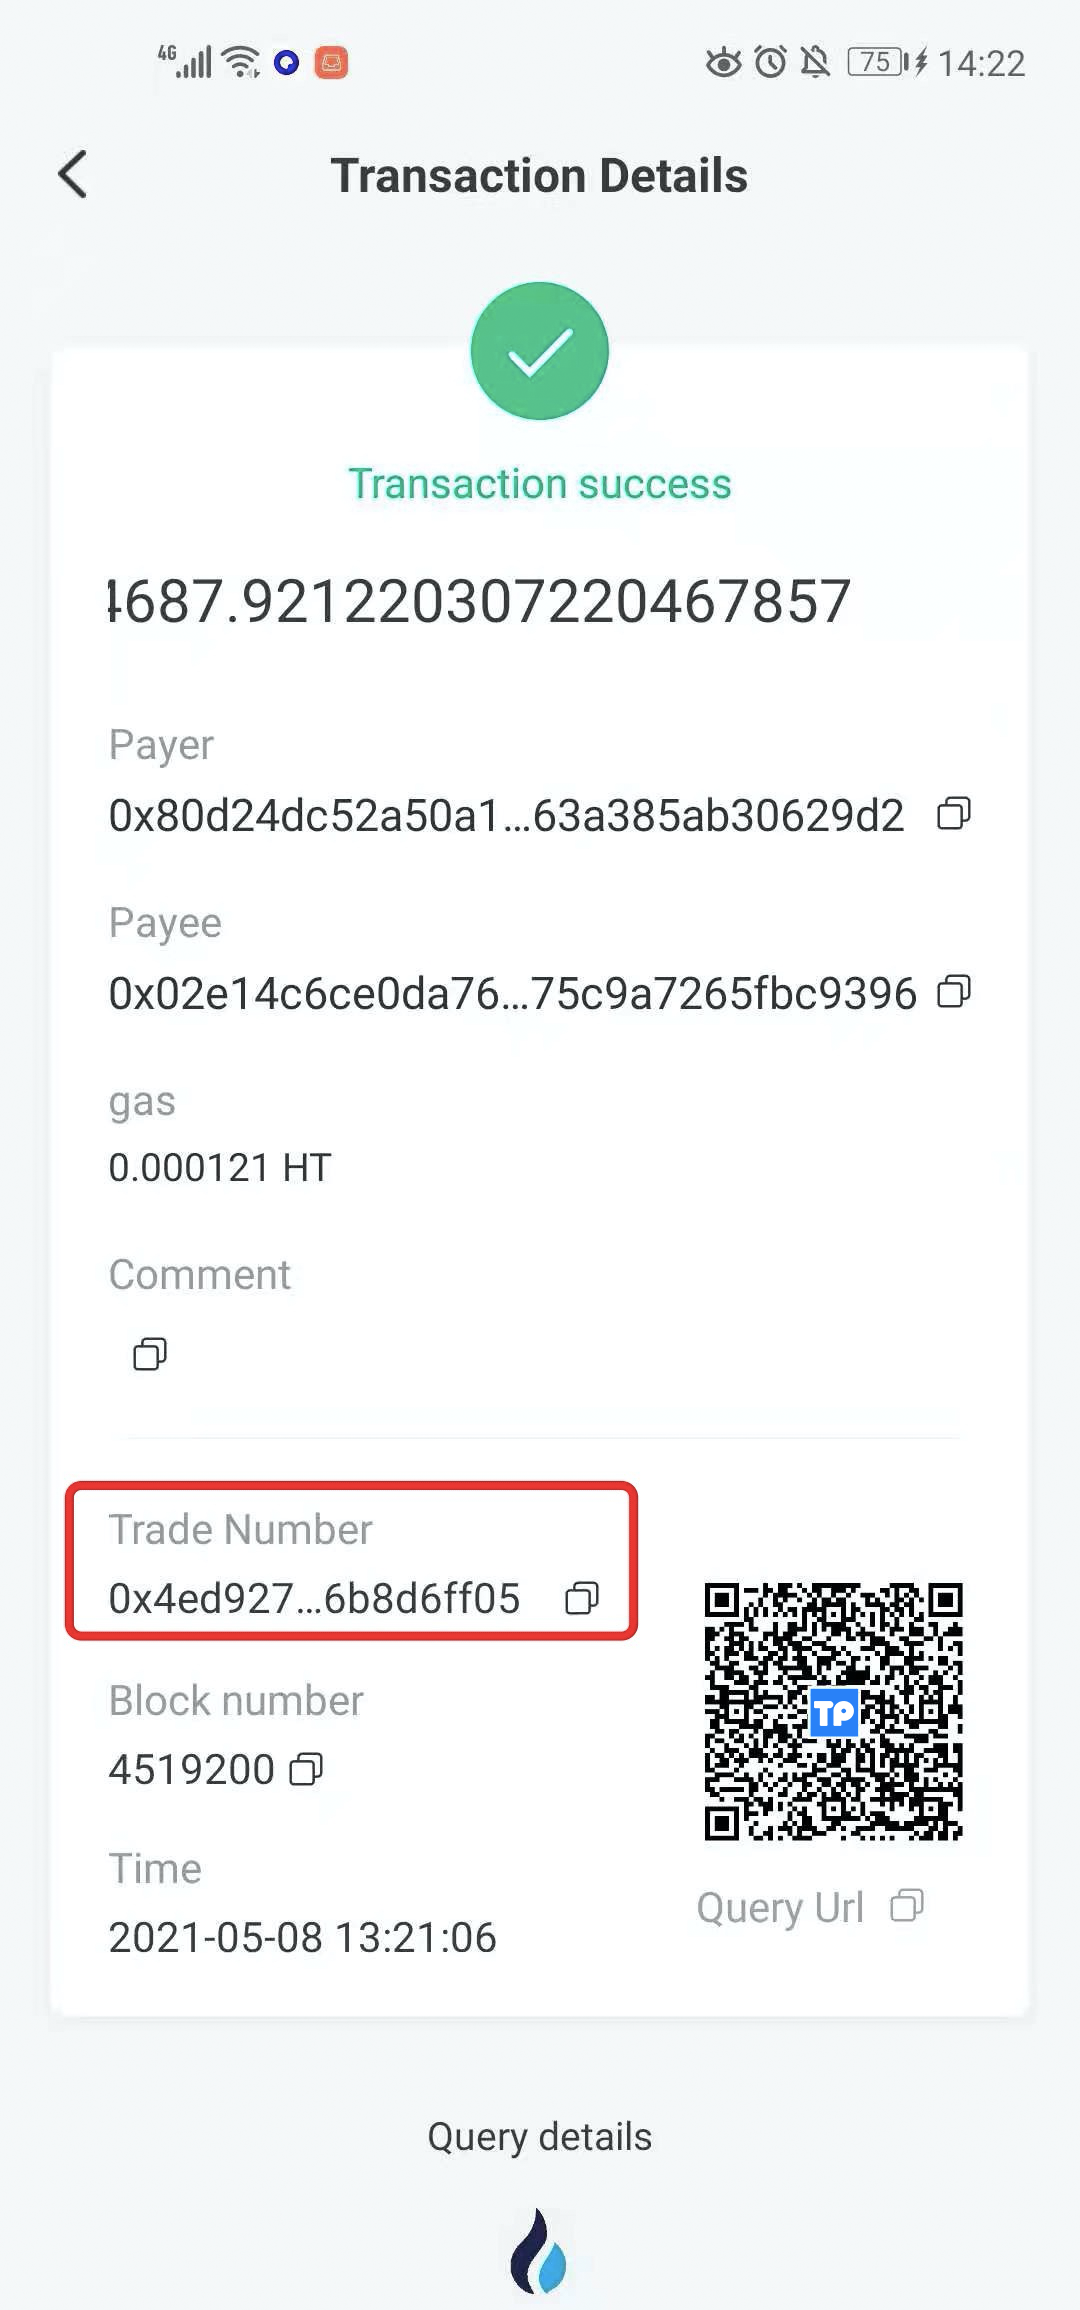 4G 75 14:22
Transaction Details
Transaction success
4687.921220307220467857
Payer
0x80d24dc52a50a1...63a385ab30629d2
Payee
0x02e14c6ce0da76...75c9a7265fbc9396
gas
0.000121 HT
Comment
Trade Number
0x4ed927...6b8d6ff05
TP
Block number
4519200
Time
2021-05-08 13:21:06
Query Url
Query details